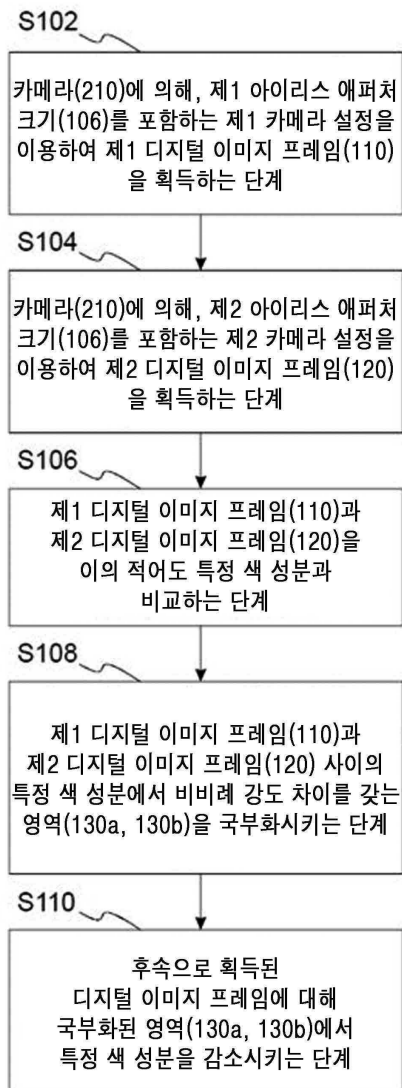 S102
카메라(210)에 의해, 제1 아이리스 애퍼처
크기(106)를 포함하는 제1 카메라 설정을
이용하여 제1 디지털 이미지 프레임(110)
을 획득하는 단계
S104
카메라(210)에 의해, 제2 아이리스 애퍼처
크기(106)를 포함하는 제2 카메라 설정을
이용하여 제2 디지털 이미지 프레임(120)
을 획득하는 단계
S106
제1 디지털 이미지 프레임(110)과
제2 디지털 이미지 프레임(120)을
이의 적어도 특정 색 성분과
비교하는 단계
S108
제1 디지털 이미지 프레임(110)과
제2 디지털 이미지 프레임(120) 사이의
특정 색 성분에서 비비례 강도 차이를 갖는
영역(130a, 130b)을 국부화시키는 단계
S110
후속으로 획득된
디지털 이미지 프레임에 대해
국부화된 영역(130a, 130b)에서
특정 색 성분을 감소시키는 단계